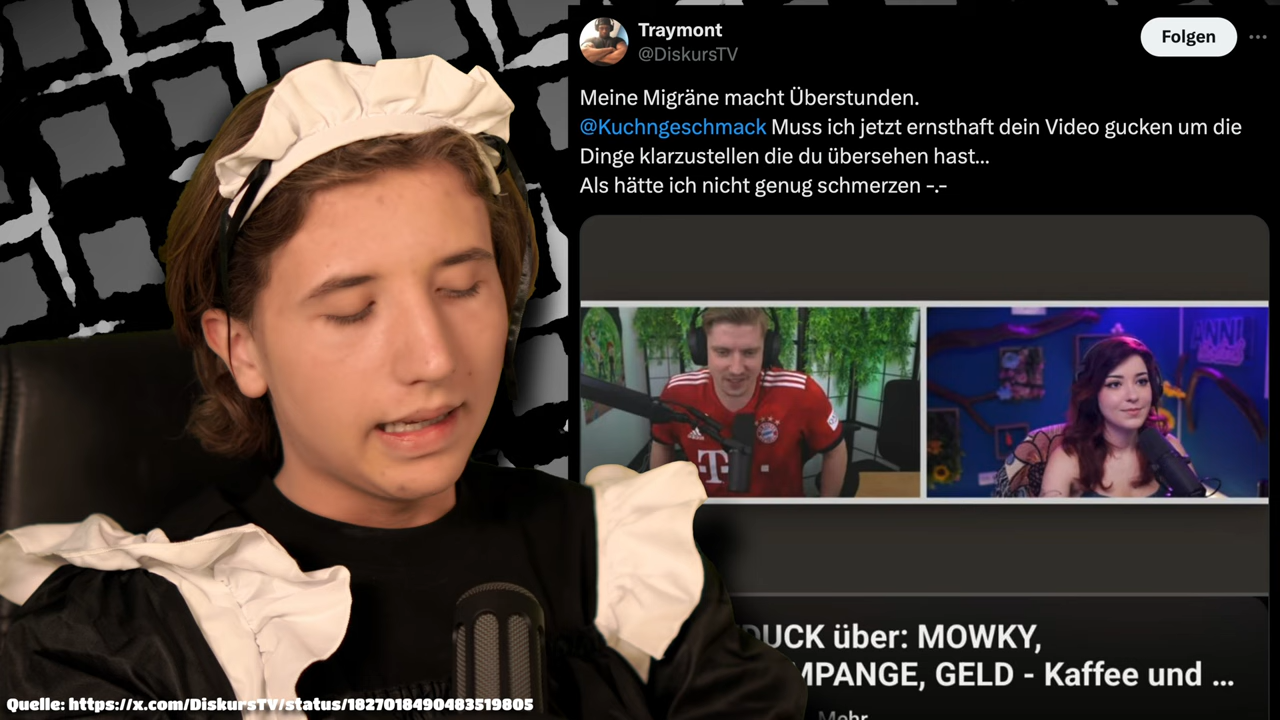 Traymont
@DiskursTV
Folgen
Meine Migräne macht Überstunden.
@Kuchngeschmack Muss ich jetzt ernsthaft dein Video gucken um die
Dinge klarzustellen die du übersehen hast...
Als hätte ich nicht genug schmerzen -.-
ANNI
T
DUCK über: MOWKY,
MPANGE, GELD - Kaffee und ...
Mehr
Quelle: https://x.com/DiskursTV/status/1827018490483519805